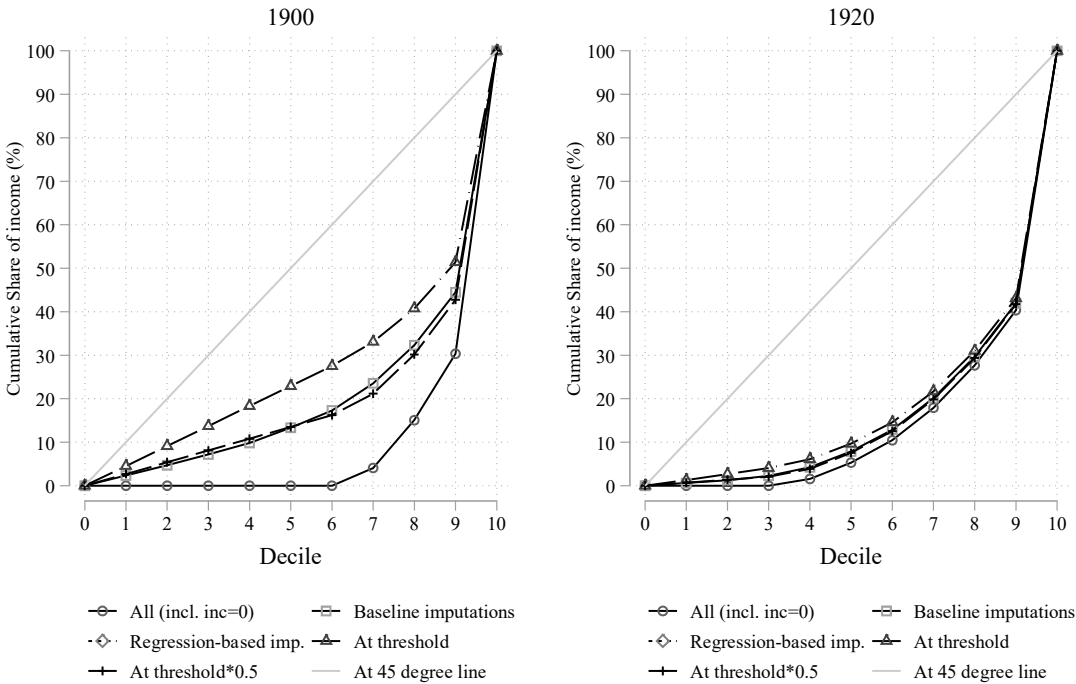 1900
Cumulative Share of income (%)
100
90
80
70
60
50
40
30
20
10
0
0 1 2 3 4 5 6 7 8 9 10
Decile
All (incl. inc=0) Baseline imputations
Regression-based imp. At threshold
At threshold*0.5 At 45 degree line
1920
Cumulative Share of income (%)
100
90
80
70
60
50
40
30
20
10
0
0 1 2 3 4 5 6 7 8 9 10
Decile
All (incl. inc=0) Baseline imputations
Regression-based imp. At threshold
At threshold*0.5 At 45 degree line